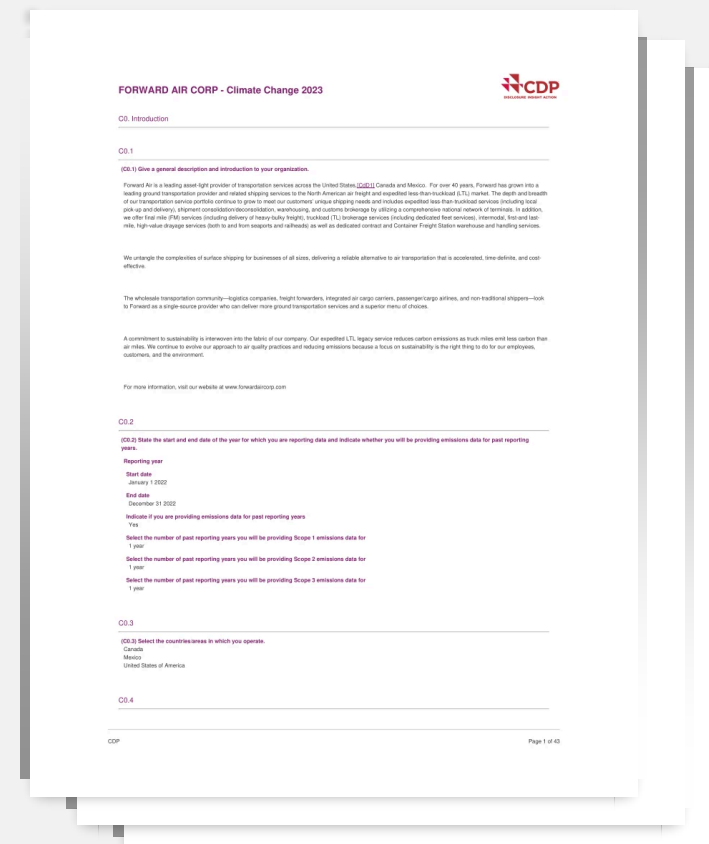 FORWARD AIR CORP - Climate Change 2023
CDP
DISCLOSURE INSIGHT ACTION
C0. Introduction
C0.1
(C0.1) Give a general description and introduction to your organization.
Forward Air is a leading asset-light provider of transportation services across the United States,[CdD1] Canada and Mexico. For over 40 years, Forward has grown into a
leading ground transportation provider and related shipping services to the North American air freight and expedited less-than-truckload (LTL) market. The depth and breadth
of our transportation service portfolio continue to grow to meet our customers' unique shipping needs and includes expedited less-than-truckload services (including local
pick-up and delivery), shipment consolidation/deconsolidation, warehousing, and customs brokerage by utilizing a comprehensive national network of terminals. In addition,
we offer final mile (FM) services (including delivery of heavy-bulky freight), truckload (TL) brokerage services (including dedicated fleet services), intermodal, first-and last-
mile, high-value drayage services (both to and from seaports and railheads) as well as dedicated contract and Container Freight Station warehouse and handling services.
We untangle the complexities of surface shipping for businesses of all sizes, delivering a reliable alternative to air transportation that is accelerated, time-definite, and cost-
effective.
The wholesale transportation community—logistics companies, freight forwarders, integrated air cargo carriers, passenger/cargo airlines, and non-traditional shippers—look
to Forward as a single-source provider who can deliver more ground transportation services and a superior menu of choices.
A commitment to sustainability is interwoven into the fabric of our company. Our expedited LTL legacy service reduces carbon emissions as truck miles emit less carbon than
air miles. We continue to evolve our approach to air quality practices and reducing emissions because a focus on sustainability is the right thing to do for our employees,
customers, and the environment.
For more information, visit our website at www.forwardaircorp.com
C0.2
(C0.2) State the start and end date of the year for which you are reporting data and indicate whether you will be providing emissions data for past reporting
years.
Reporting year
Start date
January 1 2022
End date
December 31 2022
Indicate if you are providing emissions data for past reporting years
Yes
Select the number of past reporting years you will be providing Scope 1 emissions data for
1 year
Select the number of past reporting years you will be providing Scope 2 emissions data for
1 year
Select the number of past reporting years you will be providing Scope 3 emissions data for
1 year
C0.3
(C0.3) Select the countries/areas in which you operate.
Canada
Mexico
United States of America
C0.4
CDP
Page 1 of 43